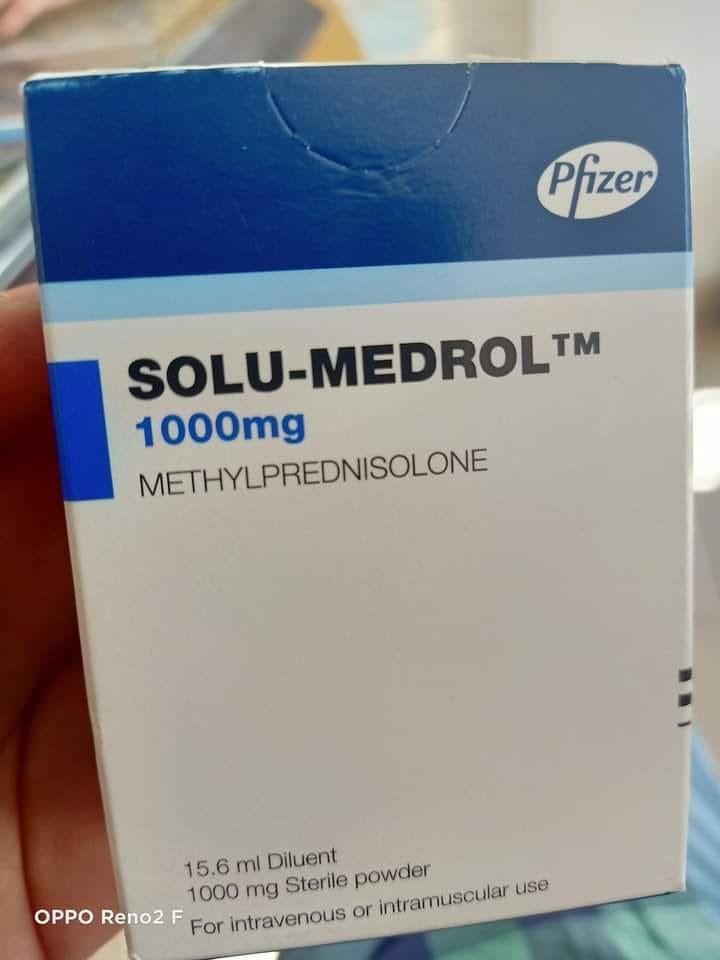 Pfizer
SOLU-MEDROL™
1000mg
METHYLPREDNISOLONE
15.6 ml Diluent
1000 mg Sterile powder
For intravenous or intramuscular use
OPPO Reno2 F